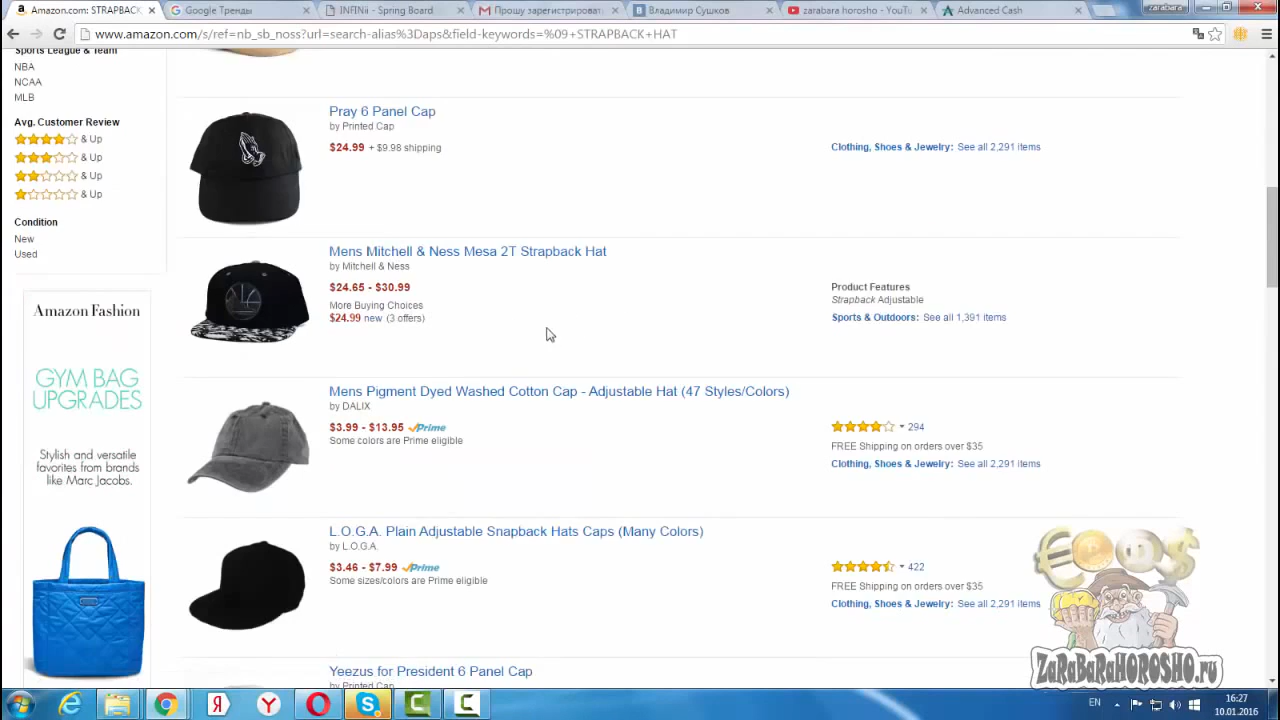 Amazon.com: STRAPBACK
Google Тренды
INFINii - Spring Board
Прошу зарегистрироват
Владимир Сушков
zarabara horosho - YouTu
Advanced Cash
zarabara
www.amazon.com/s/ref=nb_sb_noss?url=search-alias%3Daps&field-keywords=%09+STRAPBACK+HAT
Sports League & Team
NBA
NCAA
MLB
Avg. Customer Review
& Up
& Up
& Up
& Up
Condition
New
Used
Amazon Fashion
GYM BAG
UPGRADES
Stylish and versatile
favorites from brands
like Marc Jacobs.
Pray 6 Panel Cap
by Printed Cap
$24.99 + $9.98 shipping
Clothing, Shoes & Jewelry: See all 2,291 items
Mens Mitchell & Ness Mesa 2T Strapback Hat
by Mitchell & Ness
$24.65 - $30.99
More Buying Choices
$24.99 new (3 offers)
Product Features
Strapback Adjustable
Sports & Outdoors: See all 1,391 items
Mens Pigment Dyed Washed Cotton Cap - Adjustable Hat (47 Styles/Colors)
by DALIX
$3.99 - $13.95 Prime
Some colors are Prime eligible
294
FREE Shipping on orders over $35
Clothing, Shoes & Jewelry: See all 2,291 items
L.O.G.A. Plain Adjustable Snapback Hats Caps (Many Colors)
by L.O.G.A.
$3.46 - $7.99 Prime
Some sizes/colors are Prime eligible
422
FREE Shipping on orders over $35
Clothing, Shoes & Jewelry: See all 2,291 items
Yeezus for President 6 Panel Cap
by Printed Cap
ZaRaBaRaHOROSHO.ru
EN
16:27
10.01.2016